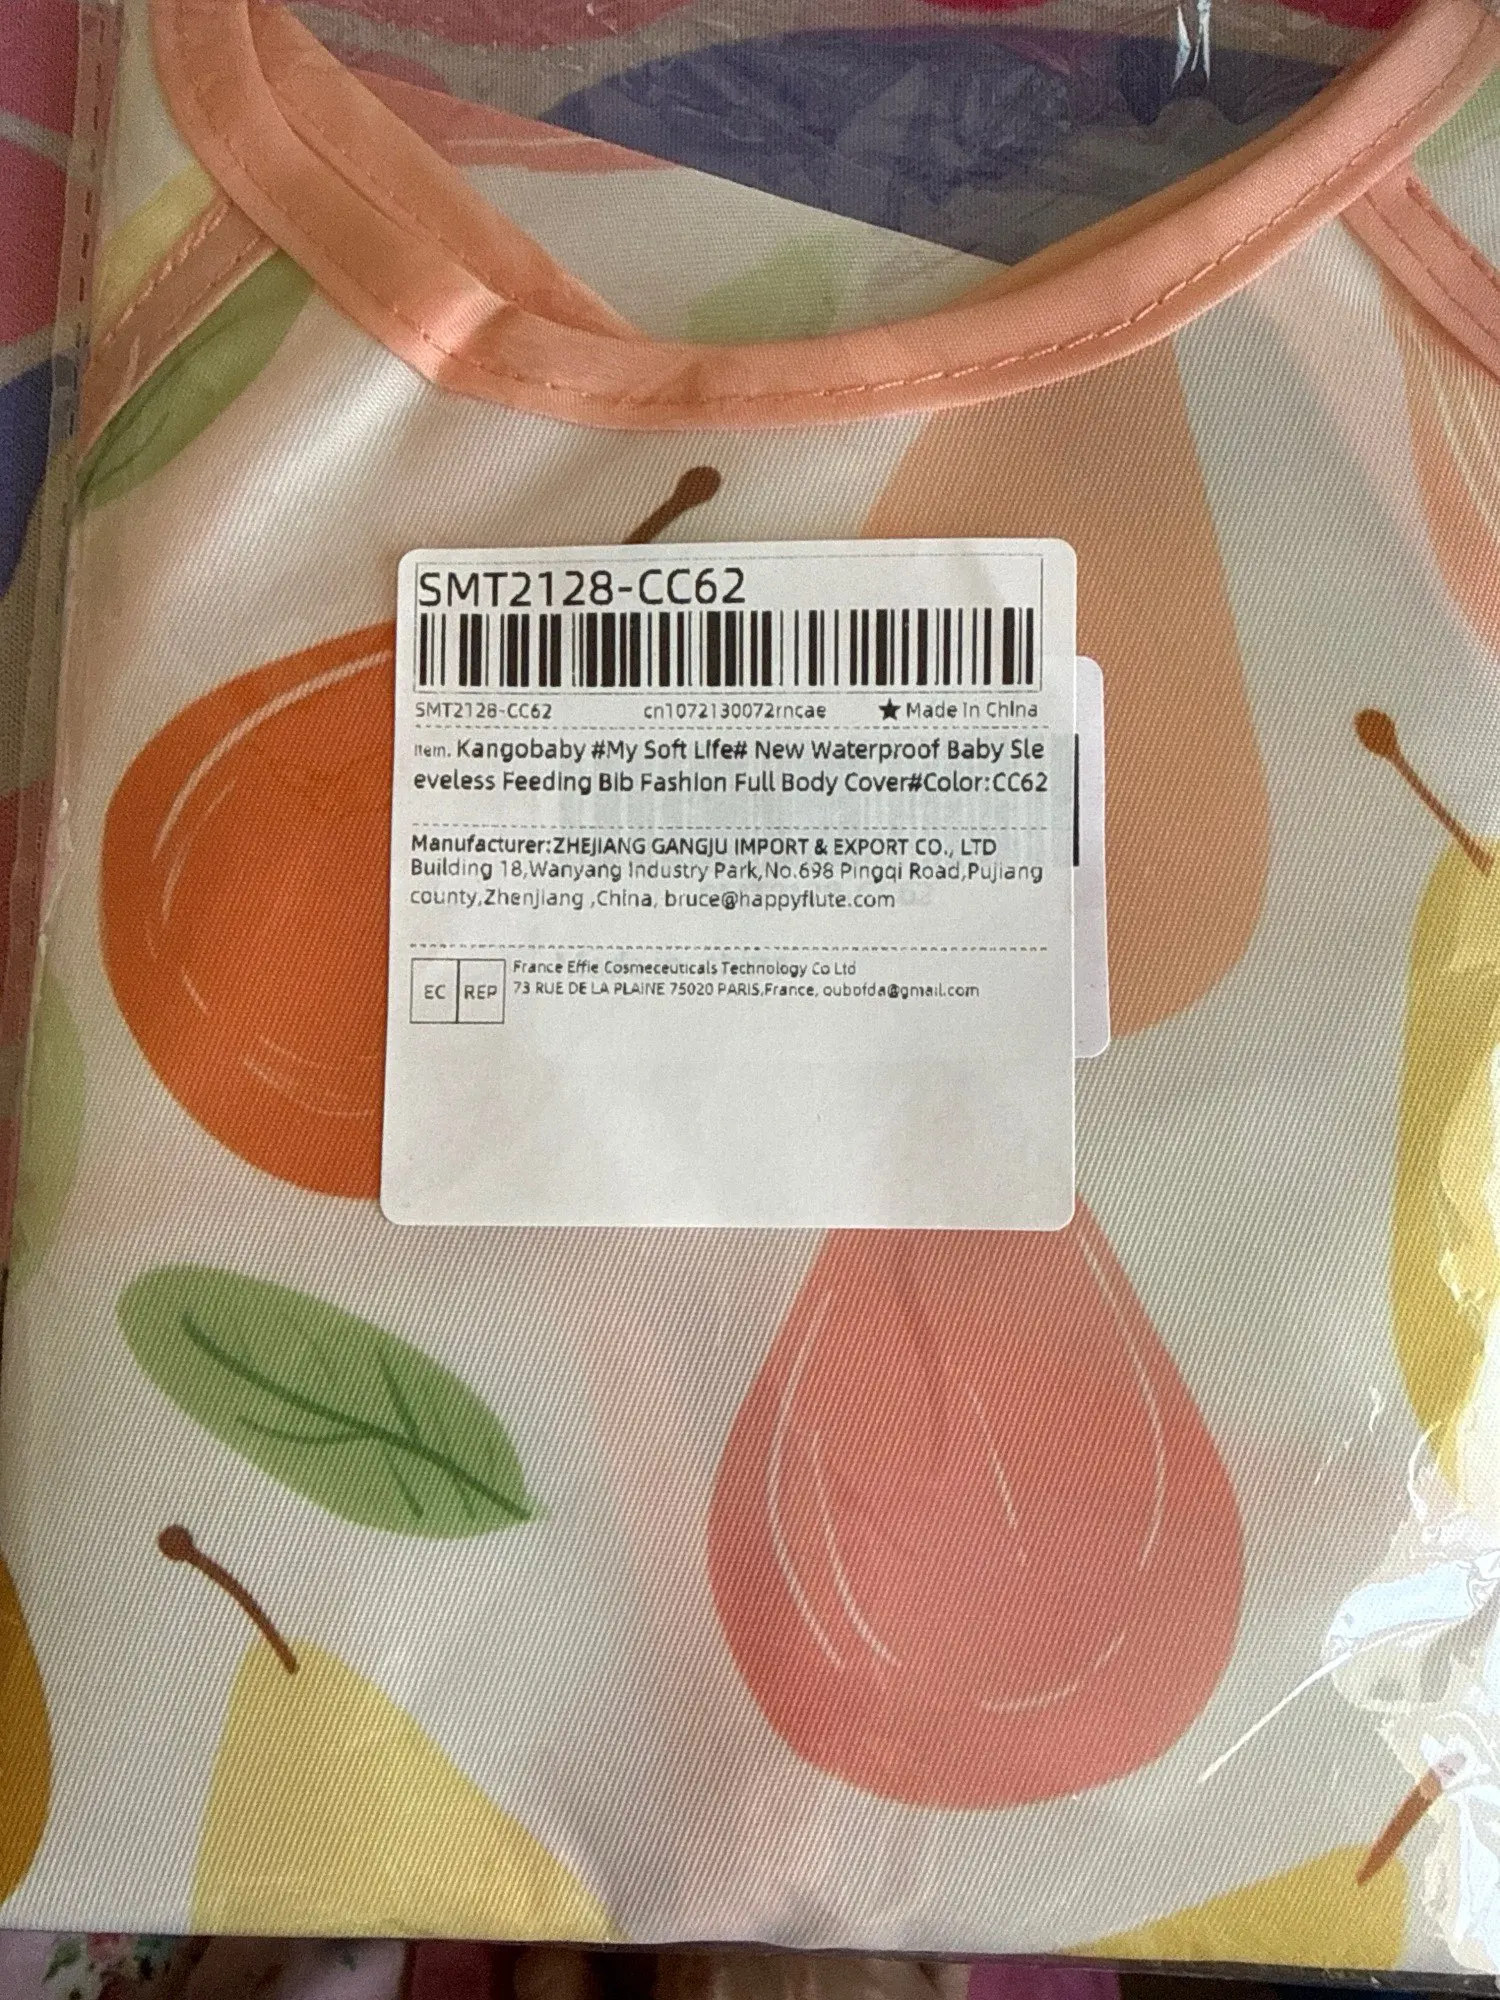 SMT2128-CC62
SMT2128-CC62 cn1072130072rncae ★ Made In China
Item. Kangobaby #My Soft Life# New Waterproof Baby Sle
eveless Feeding Bib Fashion Full Body Cover#Color:CC62
Manufacturer:ZHEJIANG GANGJU IMPORT & EXPORT CO., LTD
Building 18,Wanyang Industry Park,No.698 Pingqi Road,Pujiang
county,Zhenjiang ,China, bruce@happyflute.com
EC REP
France Effie Cosmeceuticals Technology Co Ltd
73 RUE DE LA PLAINE 75020 PARIS,France, oubofda@gmail.com